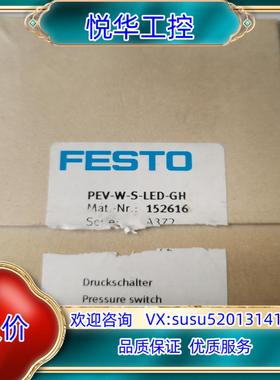 悦华工控
FESTO
PEV-W-S-LED-GH
Mat.-Nr.: 152616
A3Z2
Druckschalter
Pressure switch
价
欢迎咨询 VX:susu52013141
品质保证 优质服务